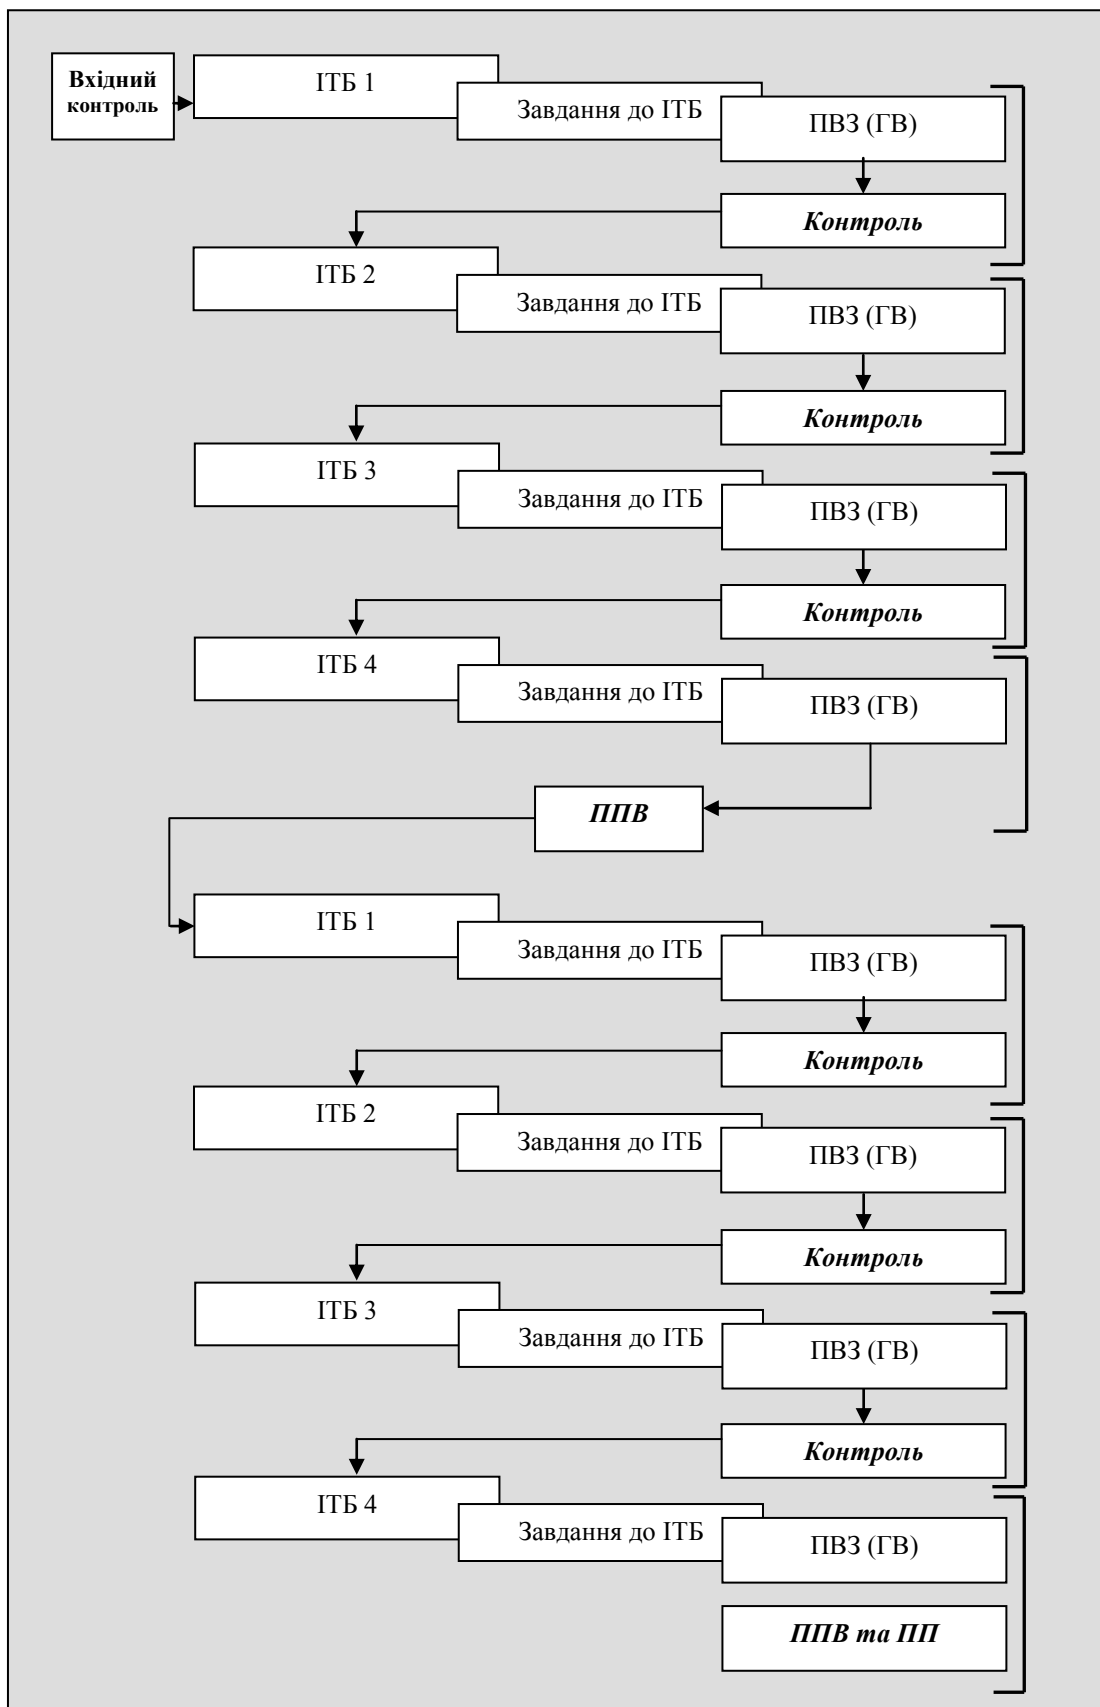 Вхідний
контроль
ІТБ 1
Завдання до ІТБ
ПВЗ (ГВ)
Контроль
ІТБ 2
Завдання до ІТБ
ПВЗ (ГВ)
Контроль
ІТБ 3
Завдання до ІТБ
ПВЗ (ГВ)
Контроль
ІТБ 4
Завдання до ІТБ
ПВЗ (ГВ)
ППВ
ІТБ 1
Завдання до ІТБ
ПВЗ (ГВ)
Контроль
ІТБ 2
Завдання до ІТБ
ПВЗ (ГВ)
Контроль
ІТБ 3
Завдання до ІТБ
ПВЗ (ГВ)
Контроль
ІТБ 4
Завдання до ІТБ
ПВЗ (ГВ)
ППВ та ПП